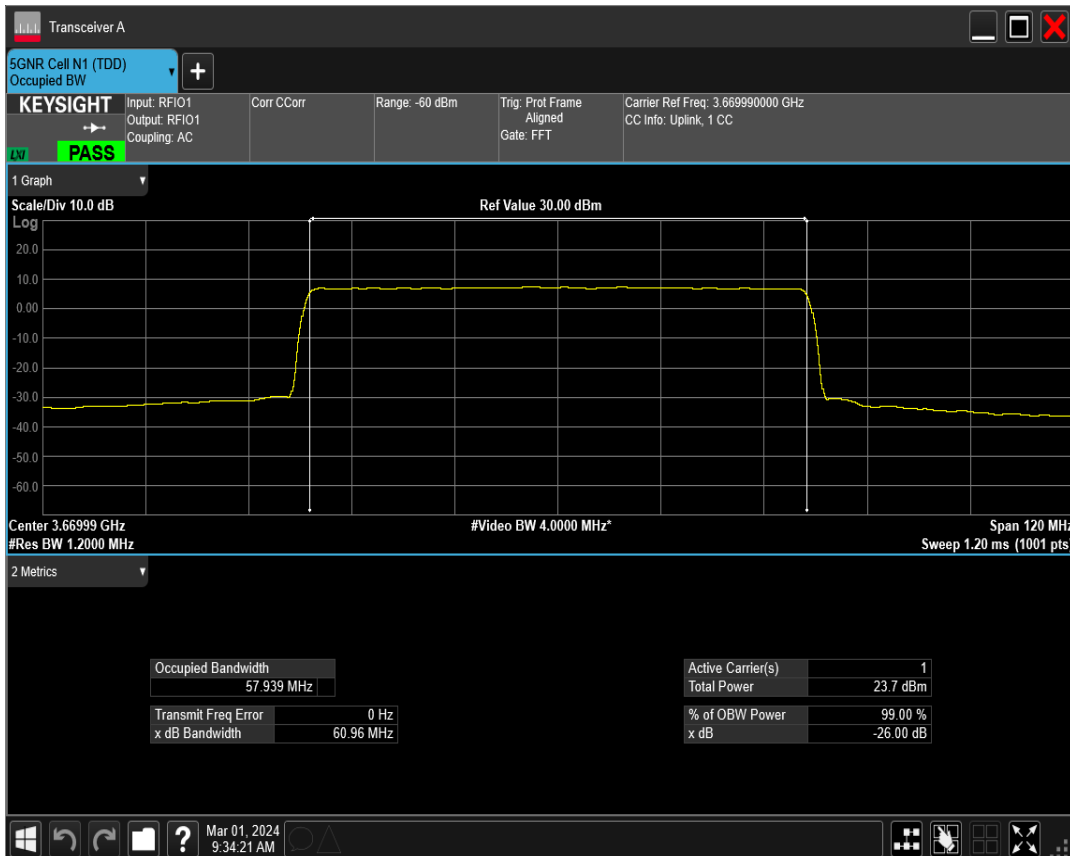 Transceiver A
5GNR Cell N1 (TDD)
Occupied BW
+
KEYSIGHT
LXI
PASS
Input: RFIO1
Output: RFIO1
Coupling: AC
Corr CCorr
Range: -60 dBm
Trig: Prot Frame
Aligned
Gate: FFT
Carrier Ref Freq: 3.669990000 GHz
CC Info: Uplink, 1 CC
1 Graph
Scale/Div 10.0 dB
Ref Value 30.00 dBm
Log
20.0
10.0
0.00
-10.0
-20.0
-30.0
-40.0
-50.0
-60.0
Center 3.66999 GHz
#Video BW 4.0000 MHz*
Span 120 MHz
#Res BW 1.2000 MHz
Sweep 1.20 ms (1001 pts)
2 Metrics
Occupied Bandwidth
57.939 MHz
Transmit Freq Error 0 Hz
x dB Bandwidth 60.96 MHz
Active Carrier(s) 1
Total Power 23.7 dBm
% of OBW Power 99.00 %
x dB -26.00 dB
?
Mar 01, 2024
9:34:21 AM